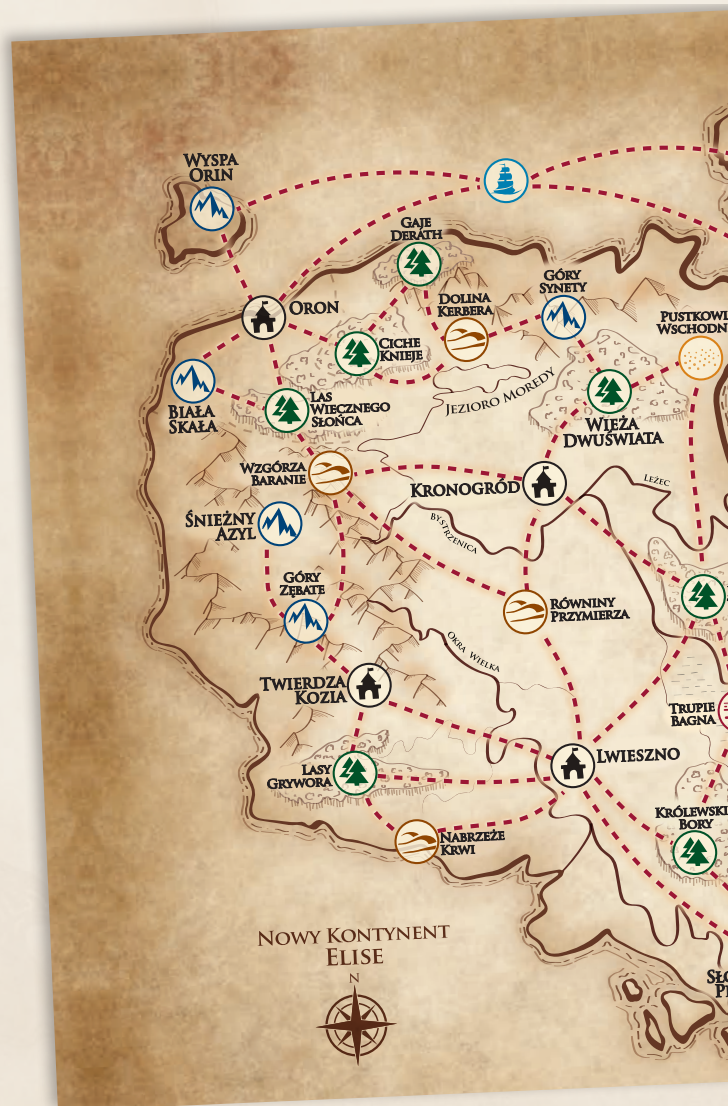 Wyspa
Orin
Gaje
Derath
Oron
Dolina
Kerbera
Góry
Synety
Pustkowi
Wschodn
Ciche
Knieje
Biała
Skała
Las
Wiecznego
Słońca
Jezioro Moredy
Wieża
Dwuświata
Wzgórza
Baranie
Kronogród
Leżec
Śnieżny
Azyl
Bystrzenica
Góry
Zębate
Równiny
Przymierza
Okra Wielka
Twierdza
Kozia
Trupie
Bagna
Lwieszno
Lasy
Grywora
Królewski
Bory
Nabrzeże
Krwi
Nowy Kontynent
Elise
N